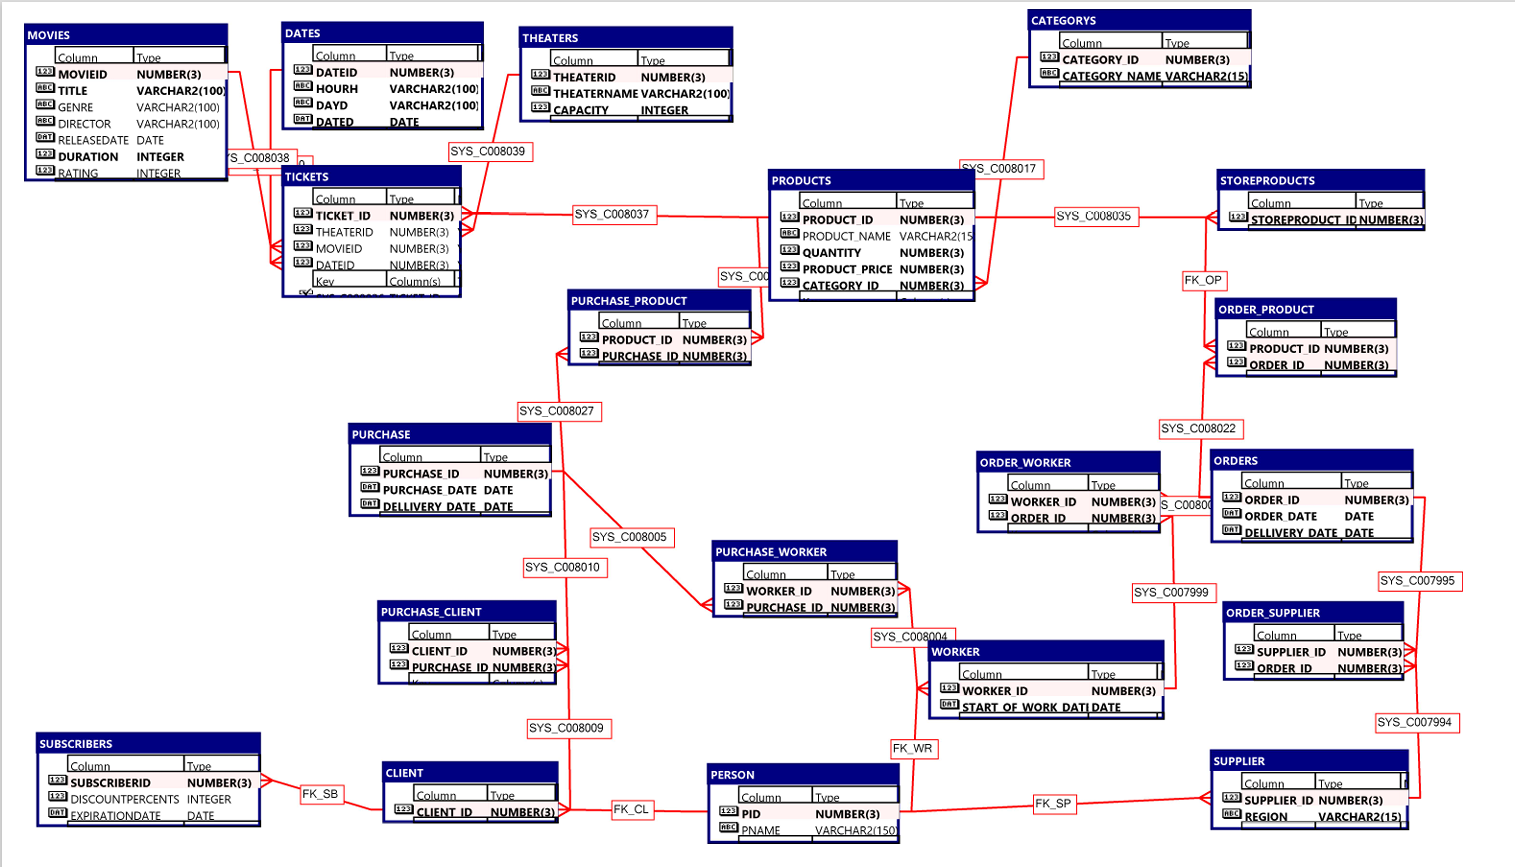 MOVIES
Column Type
MOVIEID NUMBER(3)
TITLE VARCHAR2(100)
GENRE VARCHAR2(100)
DIRECTOR VARCHAR2(100)
RELEASEDATE DATE
DURATION INTEGER
RATING INTEGER
DATES
Column Type
DATEID NUMBER(3)
HOURH VARCHAR2(100)
DAYD VARCHAR2(100)
DATED DATE
THEATERS
Column Type
THEATERID NUMBER(3)
THEATERNAME VARCHAR2(100)
CAPACITY INTEGER
CATEGORYS
Column Type
CATEGORY_ID NUMBER(3)
CATEGORY_NAME VARCHAR2(15)
YS_C008038
SYS_C008039
SYS_C008017
TICKETS
Column Type
TICKET_ID NUMBER(3)
THEATERID NUMBER(3)
MOVIEID NUMBER(3)
DATEID NUMBER(3)
Key Column(s)
SYS_C008037
PRODUCTS
Column Type
PRODUCT_ID NUMBER(3)
PRODUCT_NAME VARCHAR2(15
QUANTITY NUMBER(3)
PRODUCT_PRICE NUMBER(3)
CATEGORY_ID NUMBER(3)
SYS_C008035
STOREPRODUCTS
Column Type
STOREPRODUCT_ID NUMBER(3)
SYS_C00
FK_OP
PURCHASE_PRODUCT
Column Type
PRODUCT_ID NUMBER(3)
PURCHASE_ID NUMBER(3)
ORDER_PRODUCT
Column Type
PRODUCT_ID NUMBER(3)
ORDER_ID NUMBER(3)
SYS_C008027
SYS_C008022
PURCHASE
Column Type
PURCHASE_ID NUMBER(3)
PURCHASE_DATE DATE
DELLIVERY_DATE DATE
ORDER_WORKER
Column Type
WORKER_ID NUMBER(3)
ORDER_ID NUMBER(3)
S_C0080
ORDERS
Column Type
ORDER_ID NUMBER(3)
ORDER_DATE DATE
DELLIVERY_DATE DATE
SYS_C008005
SYS_C008010
PURCHASE_WORKER
Column Type
WORKER_ID NUMBER(3)
PURCHASE_ID NUMBER(3)
SYS_C007999
SYS_C007995
PURCHASE_CLIENT
Column Type
CLIENT_ID NUMBER(3)
PURCHASE_ID NUMBER(3)
SYS_C008004
WORKER
Column Type
WORKER_ID NUMBER(3)
START_OF_WORK_DATI DATE
ORDER_SUPPLIER
Column Type
SUPPLIER_ID NUMBER(3)
ORDER_ID NUMBER(3)
SYS_C008009
FK_WR
SYS_C007994
SUBSCRIBERS
Column Type
SUBSCRIBERID NUMBER(3)
DISCOUNTPERCENTS INTEGER
EXPIRATIONDATE DATE
FK_SB
CLIENT
Column Type
CLIENT_ID NUMBER(3)
FK_CL
PERSON
Column Type
PID NUMBER(3)
PNAME VARCHAR2(150)
FK_SP
SUPPLIER
Column Type
SUPPLIER_ID NUMBER(3)
REGION VARCHAR2(15)